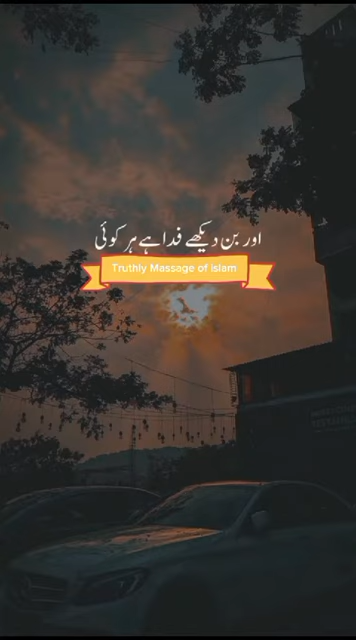 اور بن دیکھے فدا ہے ہر کوئی
Truthly Massage of Islam